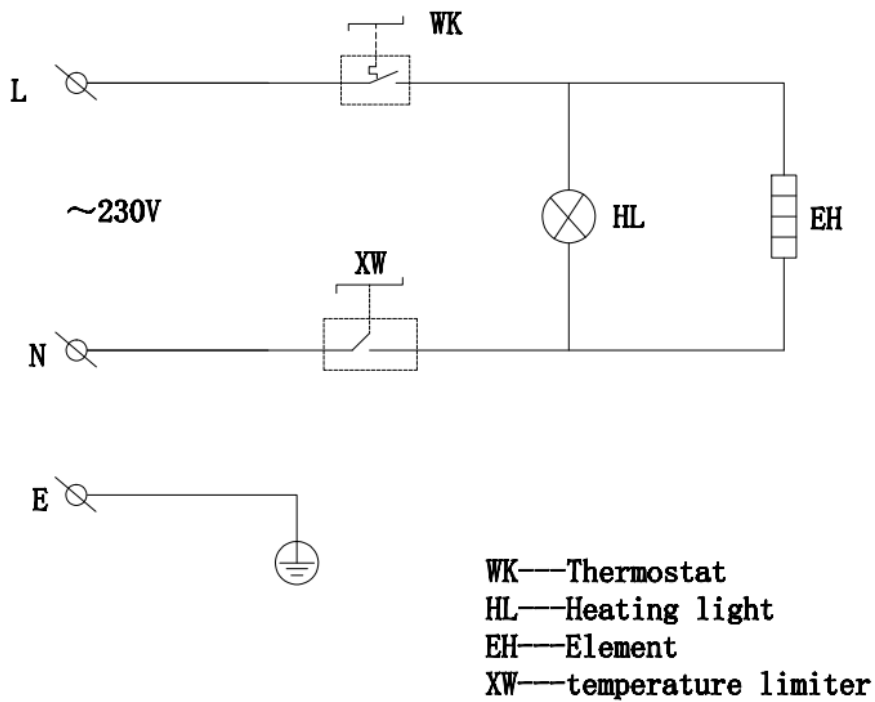 WK
L
~230V
HL
EH
XW
N
E
WK---Thermostat
HL---Heating light
EH---Element
XW---temperature limiter